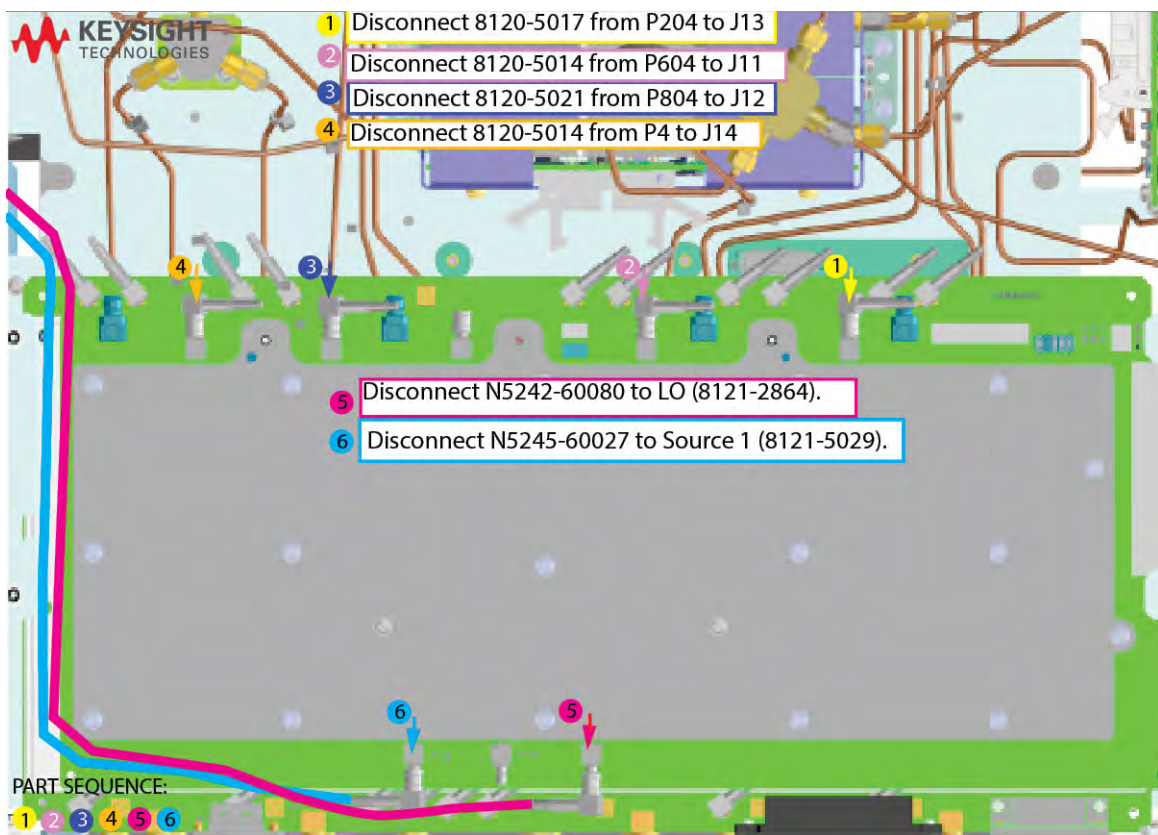 KEYSIGHT
TECHNOLOGIES
1 Disconnect 8120-5017 from P204 to J13
2 Disconnect 8120-5014 from P604 to J11
3 Disconnect 8120-5021 from P804 to J12
4 Disconnect 8120-5014 from P4 to J14
4
3
2
1
5 Disconnect N5242-60080 to LO (8121-2864).
6 Disconnect N5245-60027 to Source 1 (8121-5029).
6
5
PART SEQUENCE:
1 2 3 4 5 6